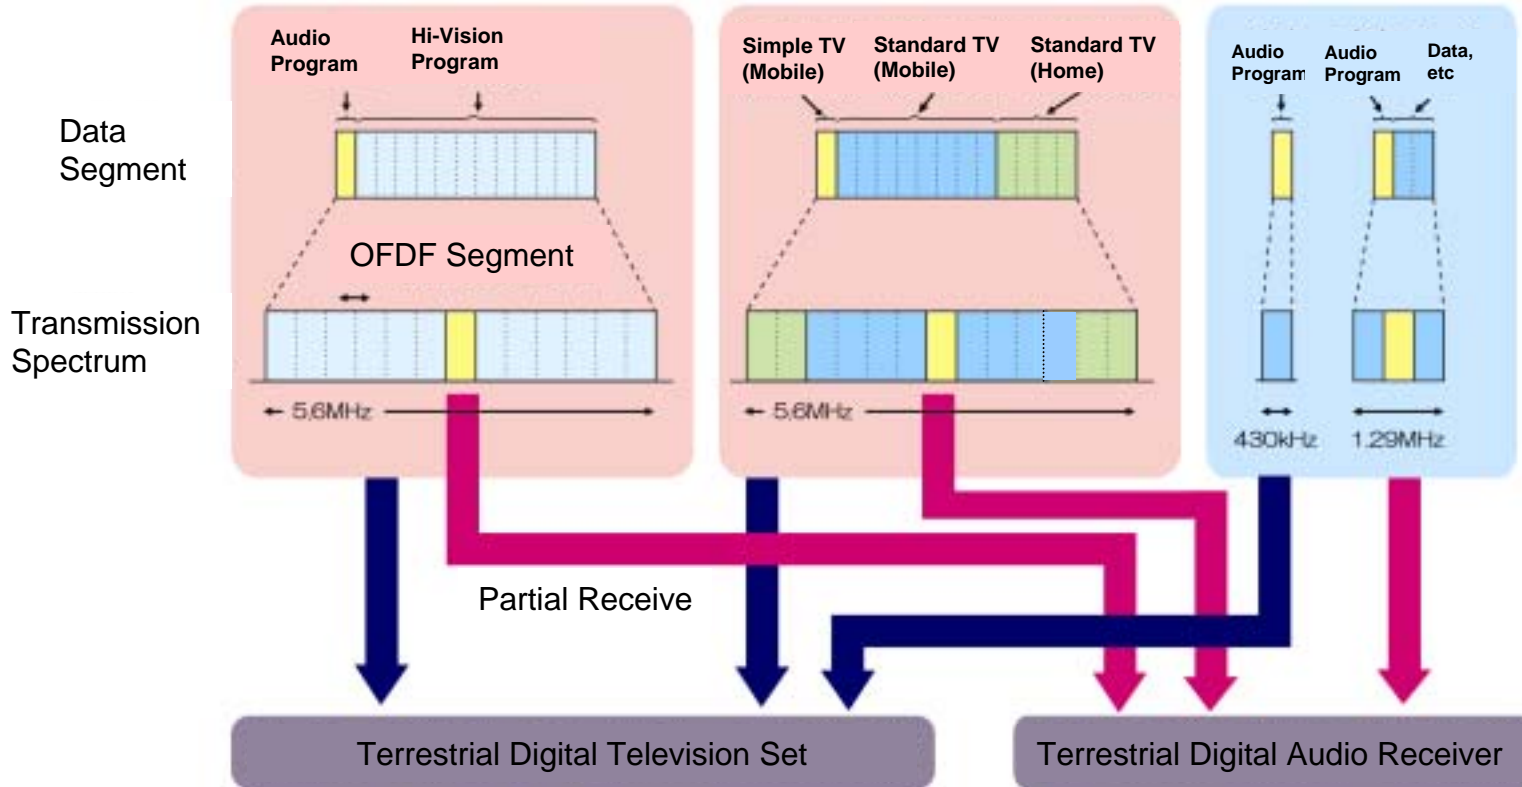 Audio
Program
Hi-Vision
Program
Simple TV
(Mobile)
Standard TV
(Mobile)
Standard TV
(Home)
Audio
Program
Audio
Program
Data,
etc
Data
Segment
OFDF Segment
Transmission
Spectrum
5.6MHz
5.6MHz
430kHz
1.29MHz
Partial Receive
Terrestrial Digital Television Set
Terrestrial Digital Audio Receiver